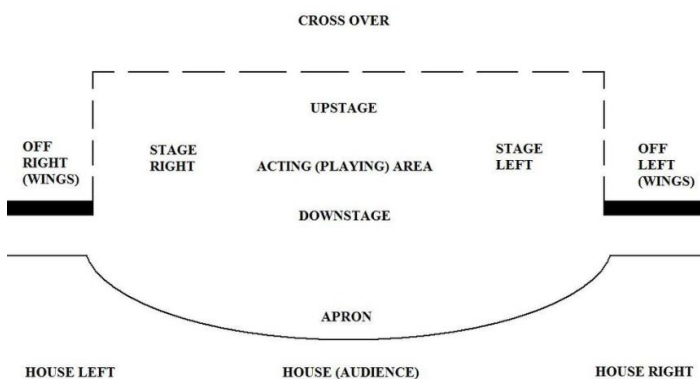 CROSS OVER
UPSTAGE
OFF
RIGHT
(WINGS)
STAGE
RIGHT
ACTING (PLAYING) AREA
STAGE
LEFT
OFF
LEFT
(WINGS)
DOWNSTAGE
APRON
HOUSE LEFT
HOUSE (AUDIENCE)
HOUSE RIGHT